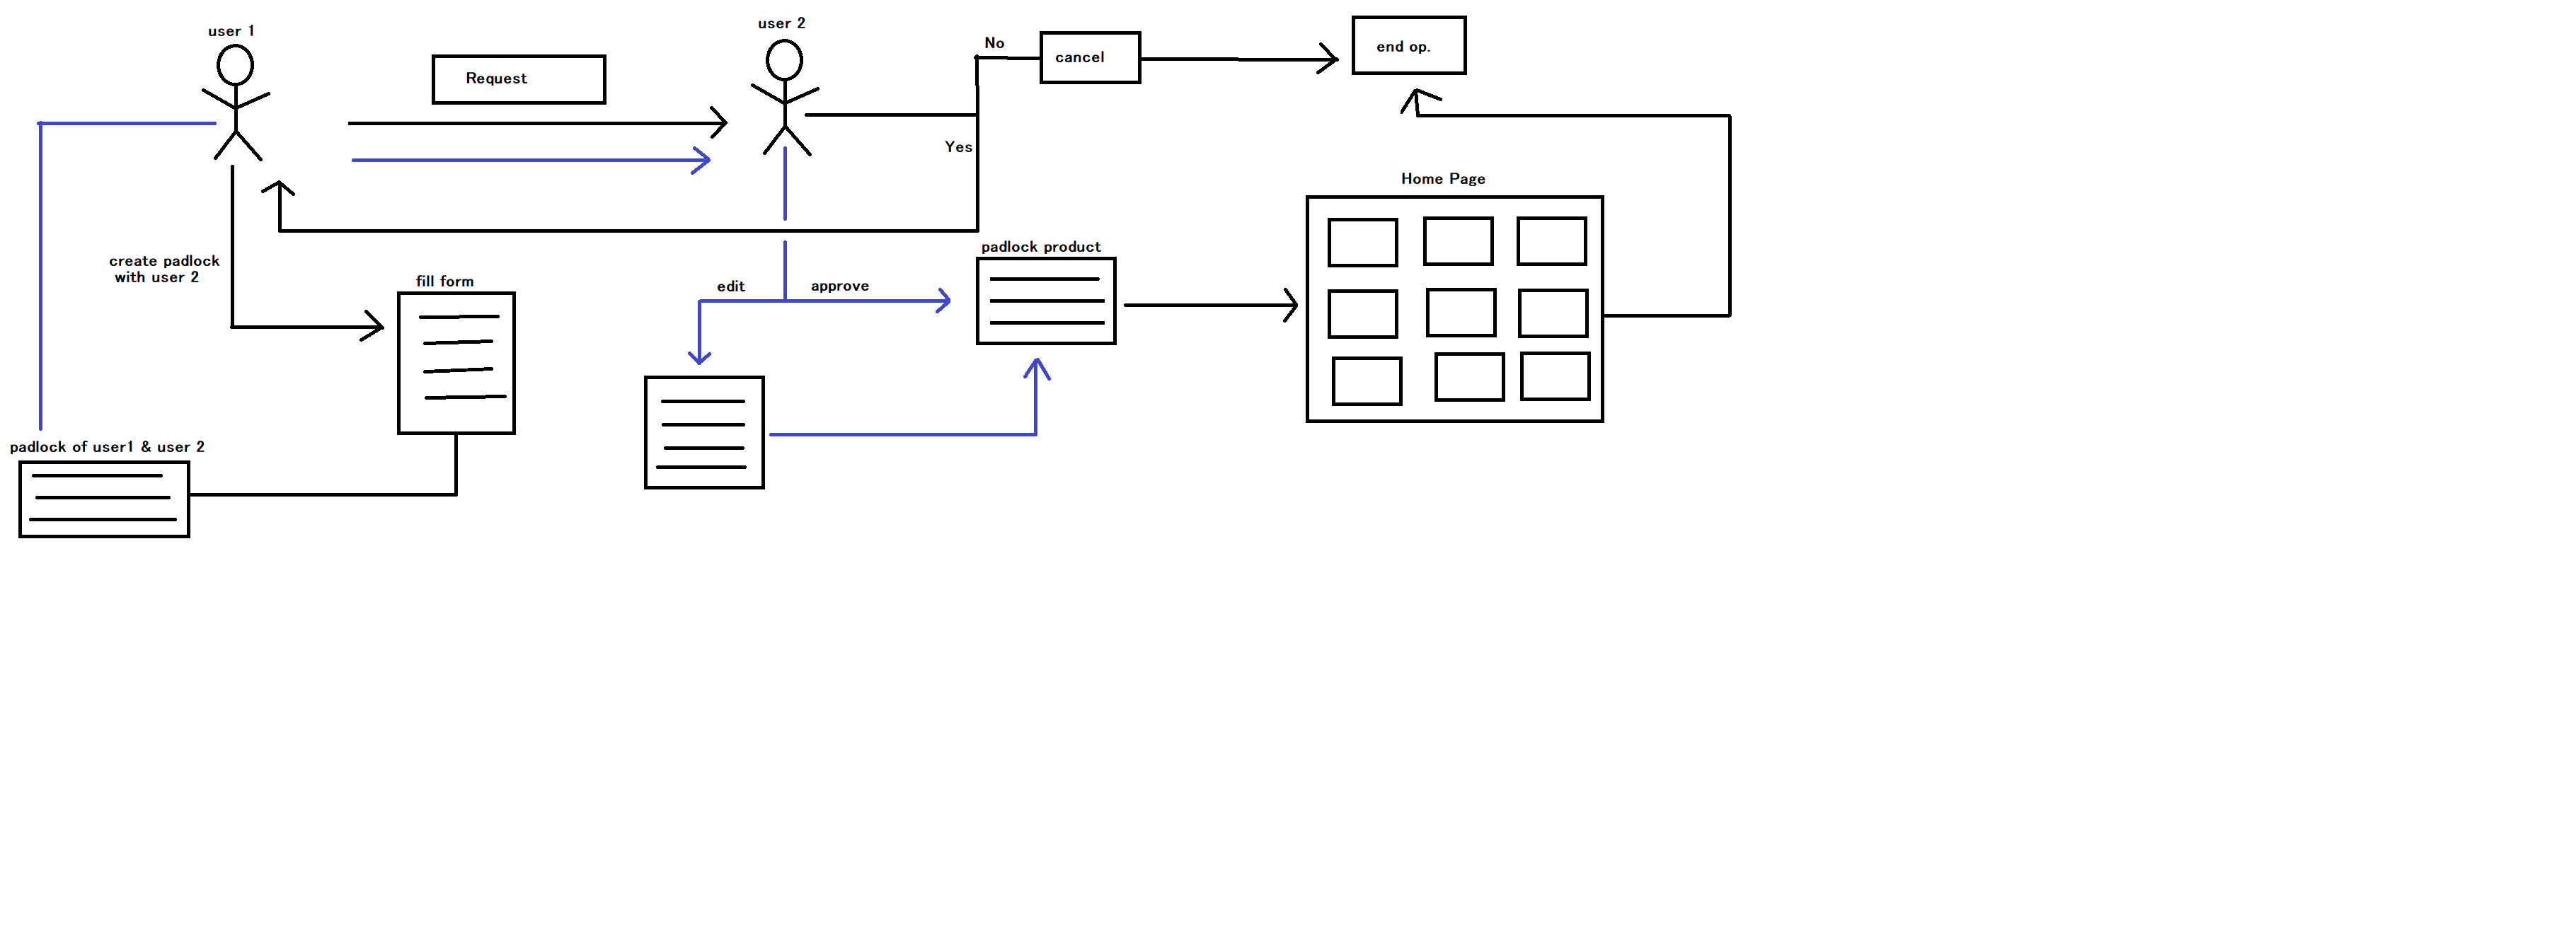 user 1
user 2
No
cancel
end op.
Request
Yes
Home Page
padlock product
create padlock
with user 2
fill form
edit
approve
padlock of user1 & user 2